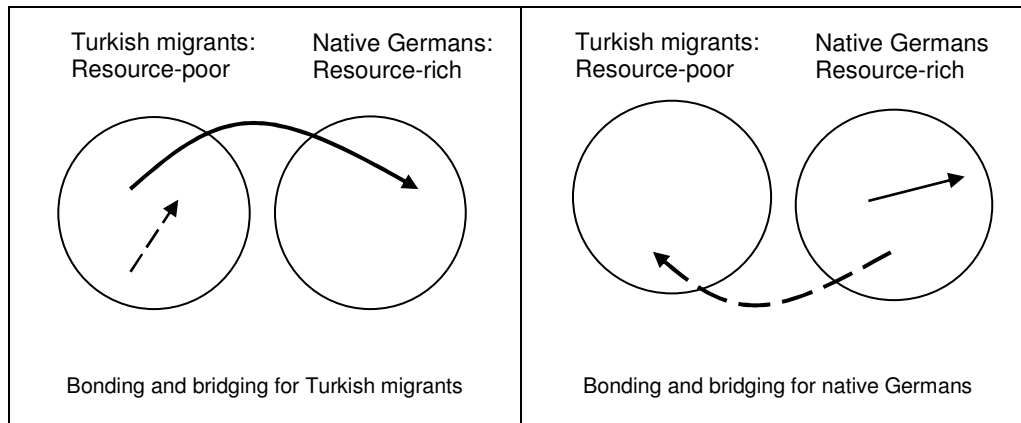 Turkish migrants:
Resource-poor
Native Germans:
Resource-rich
Bonding and bridging for Turkish migrants
Turkish migrants:
Resource-poor
Native Germans
Resource-rich
Bonding and bridging for native Germans